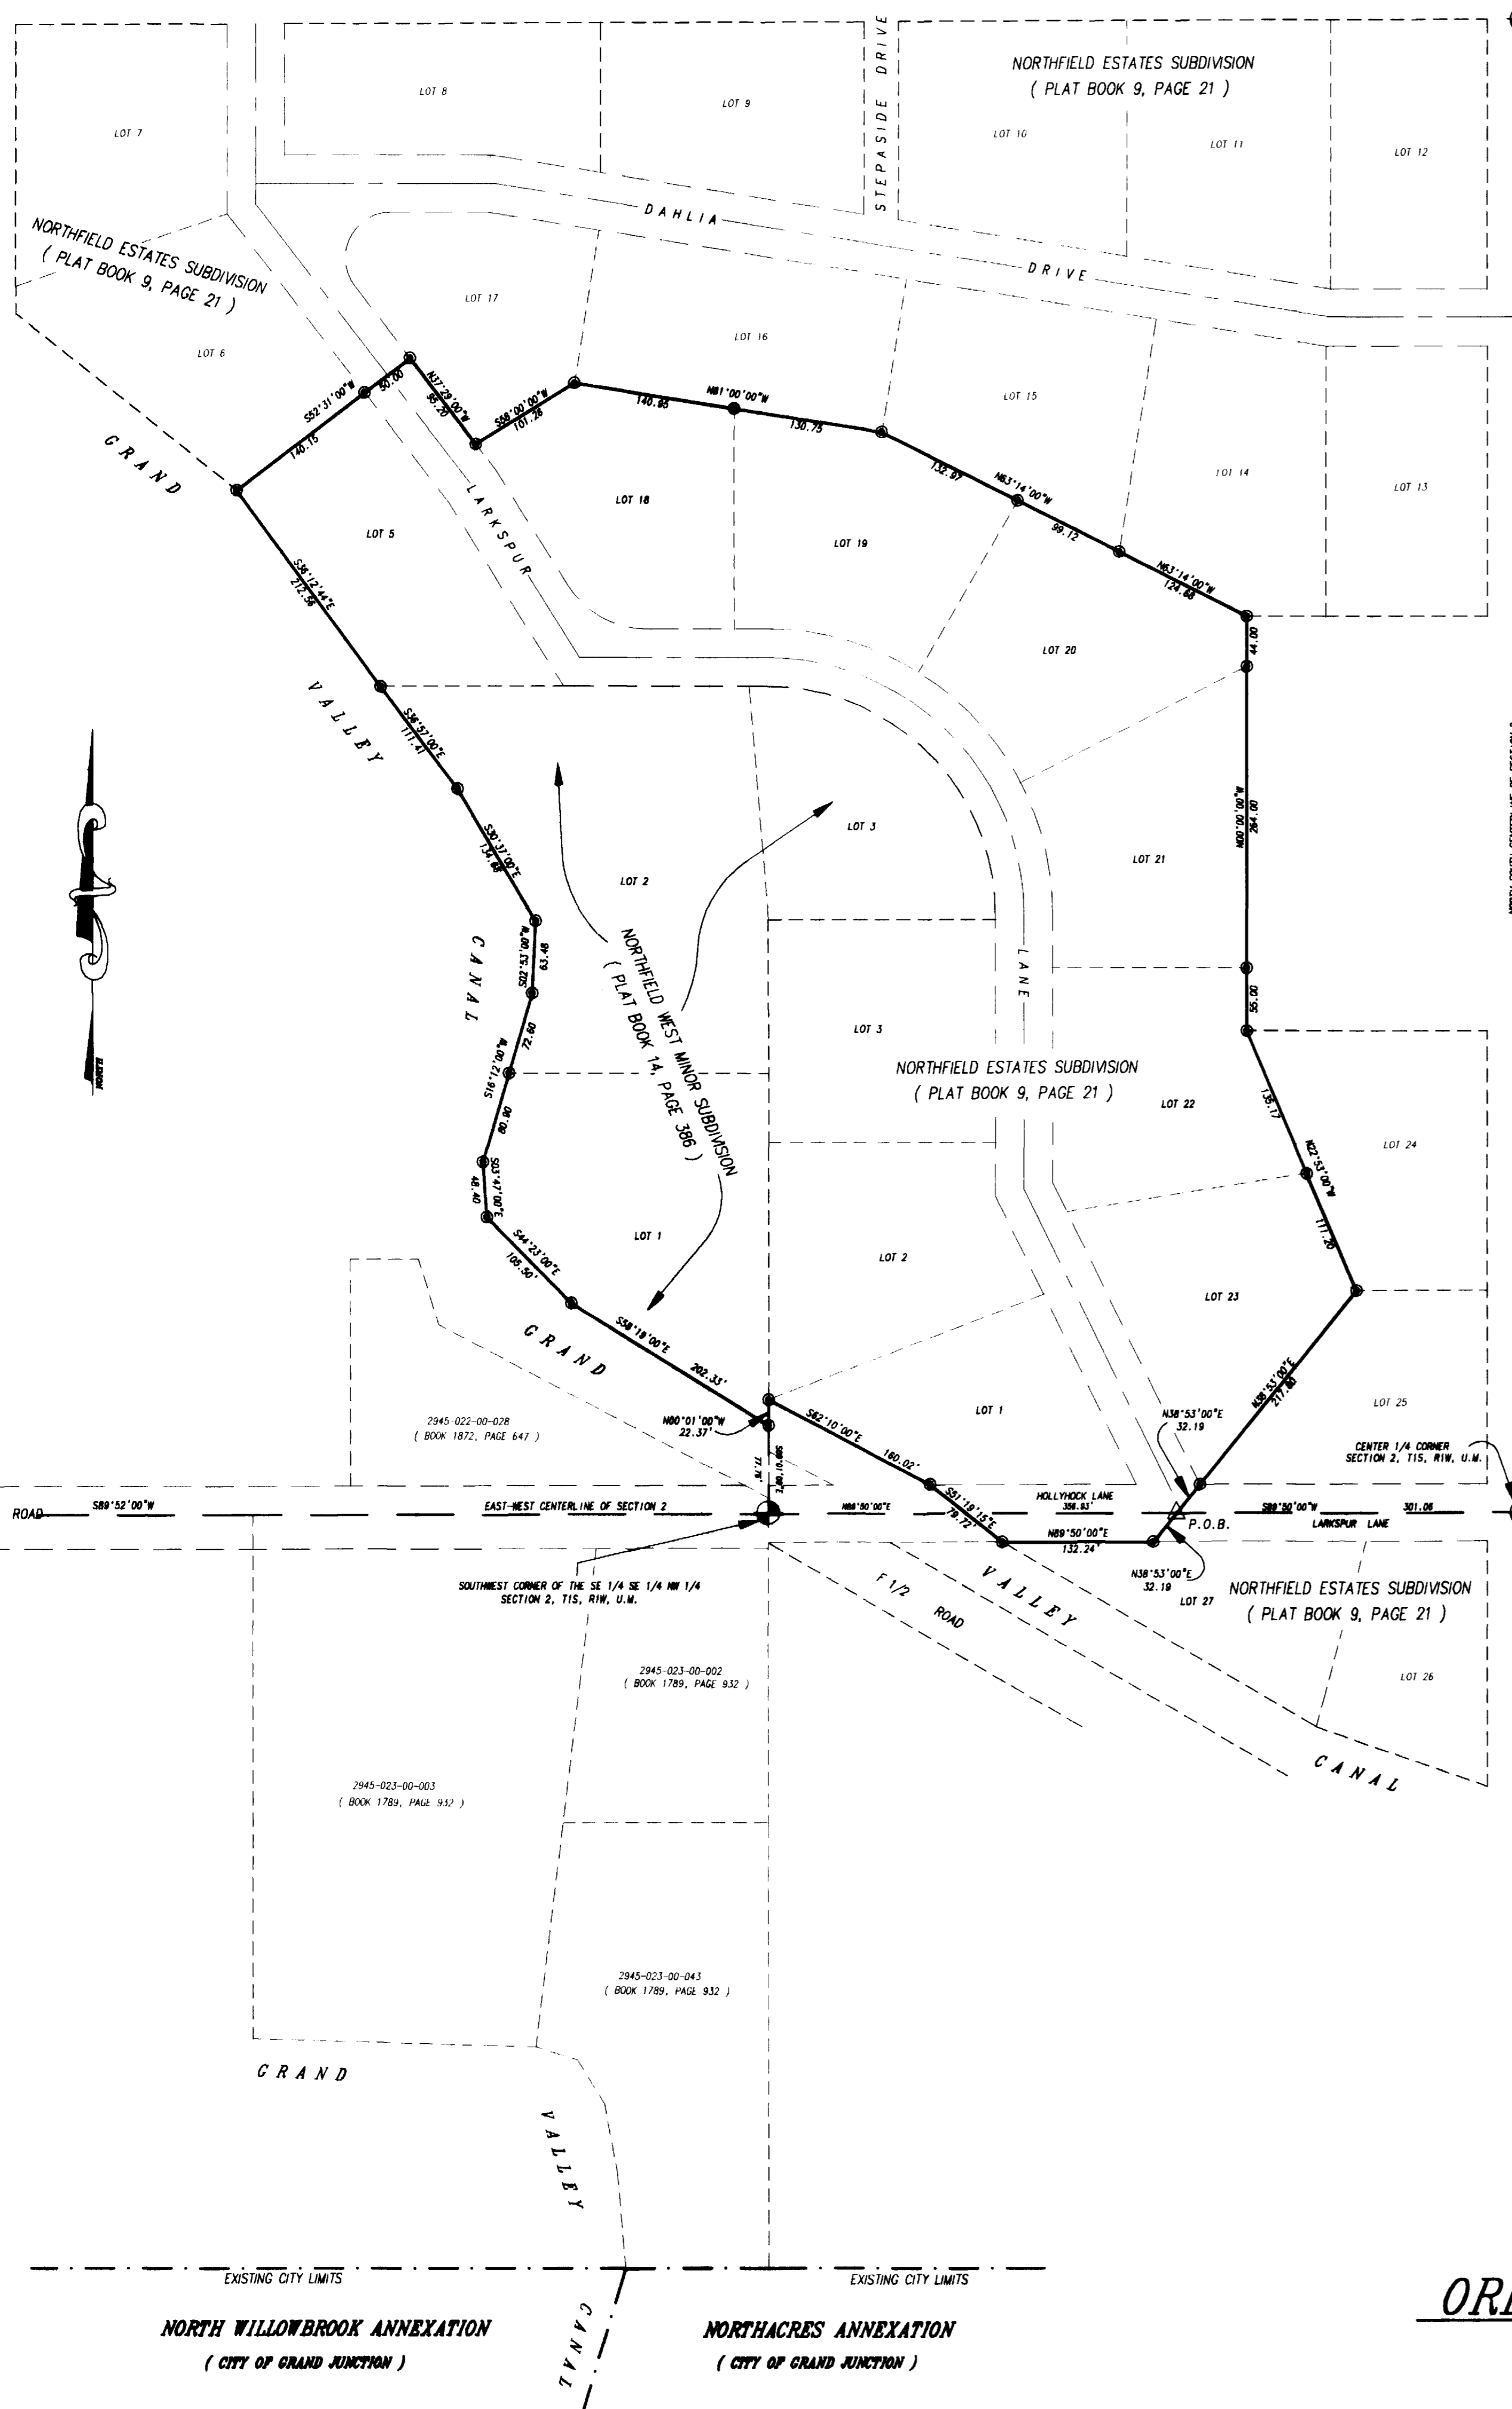 STEPASIDE DRIVE
NORTHFIELD ESTATES SUBDIVISION
( PLAT BOOK 9, PAGE 21 )
LOT 7
LOT 8
LOT 9
LOT 10
LOT 11
LOT 12
DAHLIA
DRIVE
NORTHFIELD ESTATES SUBDIVISION
( PLAT BOOK 9, PAGE 21 )
LOT 17
LOT 16
LOT 6
LOT 15
S52°31'00"W
50.00
140.15
N37°29'00"W
95.20
S58°00'00"W
101.26
140.85
N81°00'00"W
130.75
132.97
N63°14'00"W
99.12
N63°14'00"W
124.68
LOT 14
LOT 13
GRAND
LOT 5
LARKSPUR
LOT 18
LOT 19
LOT 20
44.00
S36°12'44"E
212.56
VALLEY
S36°57'00"E
111.41
S30°37'00"E
N00°00'00"W
264.00
LOT 3
LOT 21
LOT 2
CANAL
S02°53'00"W
63.48
LANE
55.00
72.60
S16°17'00"W
80.08
NORTHFIELD WEST MINOR SUBDIVISION
( PLAT BOOK 14, PAGE 386 )
LOT 3
NORTHFIELD ESTATES SUBDIVISION
( PLAT BOOK 9, PAGE 21 )
LOT 22
135.17
N22°53'00"W
111.20
LOT 24
S03°47'00"E
48.40
S44°23'00"E
105.50'
LOT 1
LOT 2
LOT 23
GRAND
S58°18'00"E
202.33'
N38°53'00"E
LOT 25
2945-022-00-028
( BOOK 1872, PAGE 647 )
N00°01'00"W
22.37'
S62°10'00"E
160.02'
LOT 1
N38°53'00"E
32.19
CENTER 1/4 CORNER
SECTION 2, T1S, R1W, U.M.
S00°01'00"E
77.76'
S51°19'15"E
79.72'
ROAD
S89°52'00"W
EAST-WEST CENTERLINE OF SECTION 2
N89°50'00"E
HOLLYHOCK LANE
358.93'
P.O.B.
S89°50'00"W
301.06
LARKSPUR LANE
N89°50'00"E
132.24'
N38°53'00"E
32.19
SOUTHWEST CORNER OF THE SE 1/4 SE 1/4 NW 1/4
SECTION 2, T1S, R1W, U.M.
F 1/2 ROAD
VALLEY
LOT 27
NORTHFIELD ESTATES SUBDIVISION
( PLAT BOOK 9, PAGE 21 )
2945-023-00-002
( BOOK 1789, PAGE 932 )
LOT 26
CANAL
2945-023-00-003
( BOOK 1789, PAGE 932 )
2945-023-00-043
( BOOK 1789, PAGE 932 )
GRAND
VALLEY
EXISTING CITY LIMITS
EXISTING CITY LIMITS
NORTH WILLOWBROOK ANNEXATION
( CITY OF GRAND JUNCTION )
CANAL
NORTHACRES ANNEXATION
( CITY OF GRAND JUNCTION )